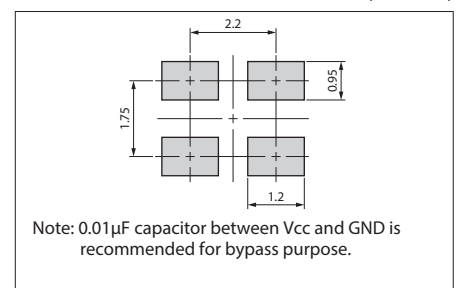 2.2
0.95
1.75
1.2
Note: 0.01µF capacitor between Vcc and GND is
recommended for bypass purpose.